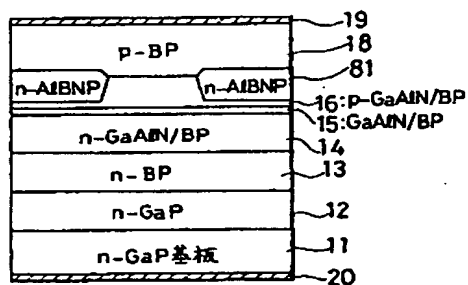 19
p-BP
18
n-AlBNP
n-AlBNP
81
16:p-GaAlN/BP
15:GaAlN/BP
n-GaAlN/BP
14
n-BP
13
n-GaP
12
n-GaP基板
11
20